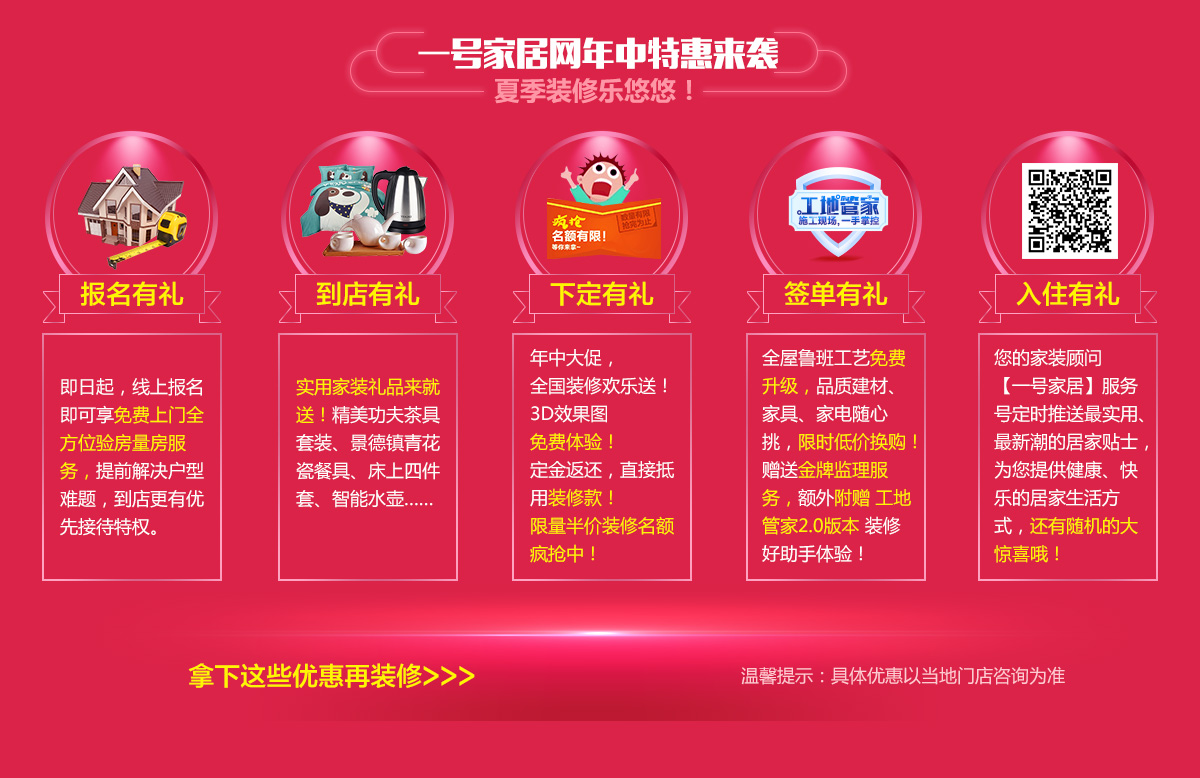 一号家居网年中特惠来袭
夏季装修乐悠悠！
疯抢
名额有限！
等你来拿~
数量有限
抢完为止
工地管家
施工现场,一手掌控
报名有礼
到店有礼
下定有礼
签单有礼
入住有礼
即日起，线上报名
即可享免费上门全
方位验房量房服
务，提前解决户型
难题，到店更有优
先接待特权。
实用家装礼品来就
送！精美功夫茶具
套装、景德镇青花
瓷餐具、床上四件
套、智能水壶......
年中大促，
全国装修欢乐送！
3D效果图
免费体验！
定金返还，直接抵
用装修款！
限量半价装修名额
疯抢中！
全屋鲁班工艺免费
升级，品质建材、
家具、家电随心
挑，限时低价换购！
赠送金牌监理服
务，额外附赠 工地
管家2.0版本 装修
好助手体验！
您的家装顾问
【一号家居】服务
号定时推送最实用、
最新潮的居家贴士，
为您提供健康、快
乐的居家生活方
式，还有随机的大
惊喜哦！
拿下这些优惠再装修>>>
温馨提示：具体优惠以当地门店咨询为准